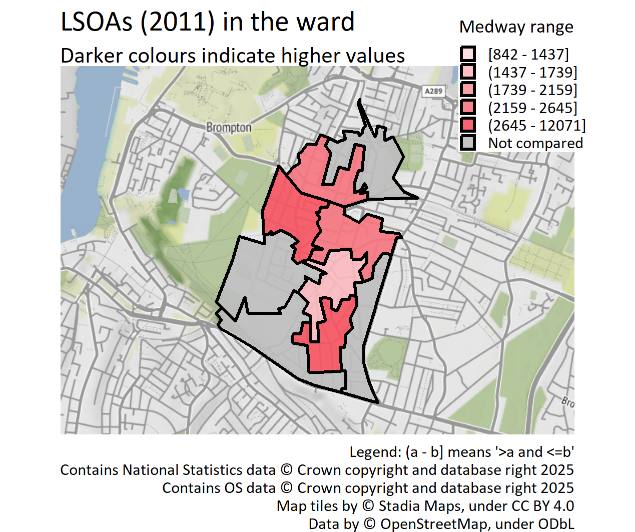 LSOAs (2011) in the ward
Darker colours indicate higher values
Medway range
[842 - 1437]
(1437 - 1739]
(1739 - 2159]
(2159 - 2645]
(2645 - 12071]
Not compared
A289
Brompton
Bro
Legend: (a - b] means '>a and <=b'
Contains National Statistics data © Crown copyright and database right 2025
Contains OS data © Crown copyright and database right 2025
Map tiles by © Stadia Maps, under CC BY 4.0
Data by © OpenStreetMap, under ODbL